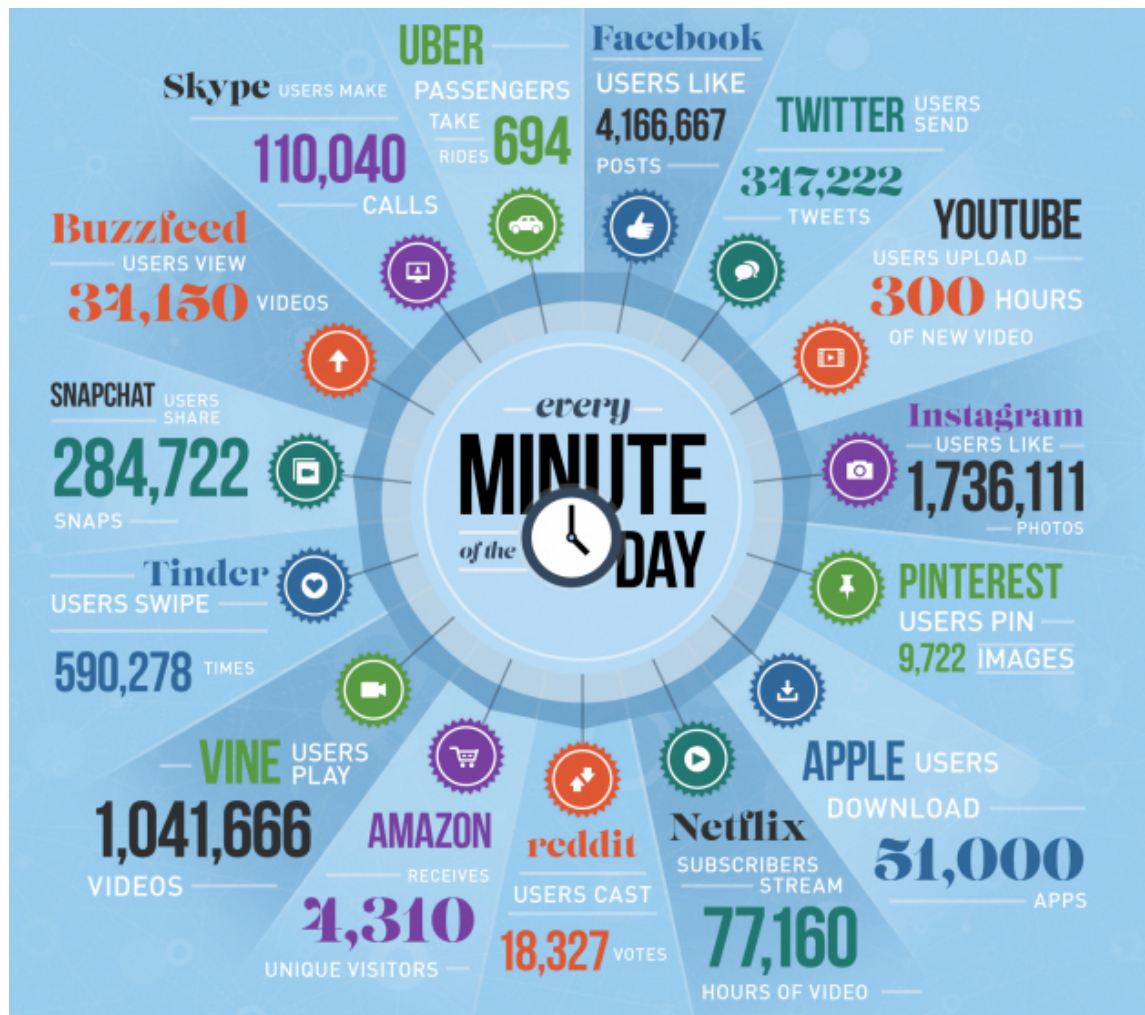 every
MINUTE
of the
DAY
Facebook
USERS LIKE
4,166,667
POSTS
TWITTER USERS
SEND
347,222
TWEETS
YOUTUBE
USERS UPLOAD
300 HOURS
OF NEW VIDEO
Instagram
USERS LIKE
1,736,111
PHOTOS
PINTEREST
USERS PIN
9,722 IMAGES
APPLE USERS
DOWNLOAD
51,000
APPS
Netflix
SUBSCRIBERS
STREAM
77,160
HOURS OF VIDEO
reddit
USERS CAST
18,327 VOTES
AMAZON
RECEIVES
4,310
UNIQUE VISITORS
VINE USERS
PLAY
1,041,666
VIDEOS
Tinder
USERS SWIPE
590,278 TIMES
SNAPCHAT USERS
SHARE
284,722
SNAPS
Buzzfeed
USERS VIEW
34,150 VIDEOS
Skype USERS MAKE
110,040
CALLS
UBER
PASSENGERS
TAKE
RIDES 694